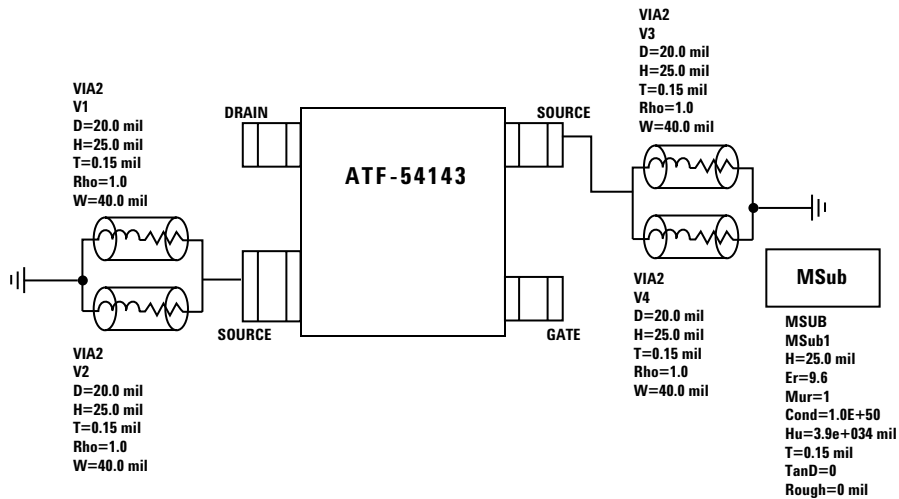 VIA2
V3
D=20.0 mil
H=25.0 mil
T=0.15 mil
Rho=1.0
W=40.0 mil
VIA2
V1
D=20.0 mil
H=25.0 mil
T=0.15 mil
Rho=1.0
W=40.0 mil
DRAIN
SOURCE
ATF-54143
SOURCE
GATE
VIA2
V4
D=20.0 mil
H=25.0 mil
T=0.15 mil
Rho=1.0
W=40.0 mil
MSub
VIA2
V2
D=20.0 mil
H=25.0 mil
T=0.15 mil
Rho=1.0
W=40.0 mil
MSUB
MSub1
H=25.0 mil
Er=9.6
Mur=1
Cond=1.0E+50
Hu=3.9e+034 mil
T=0.15 mil
TanD=0
Rough=0 mil